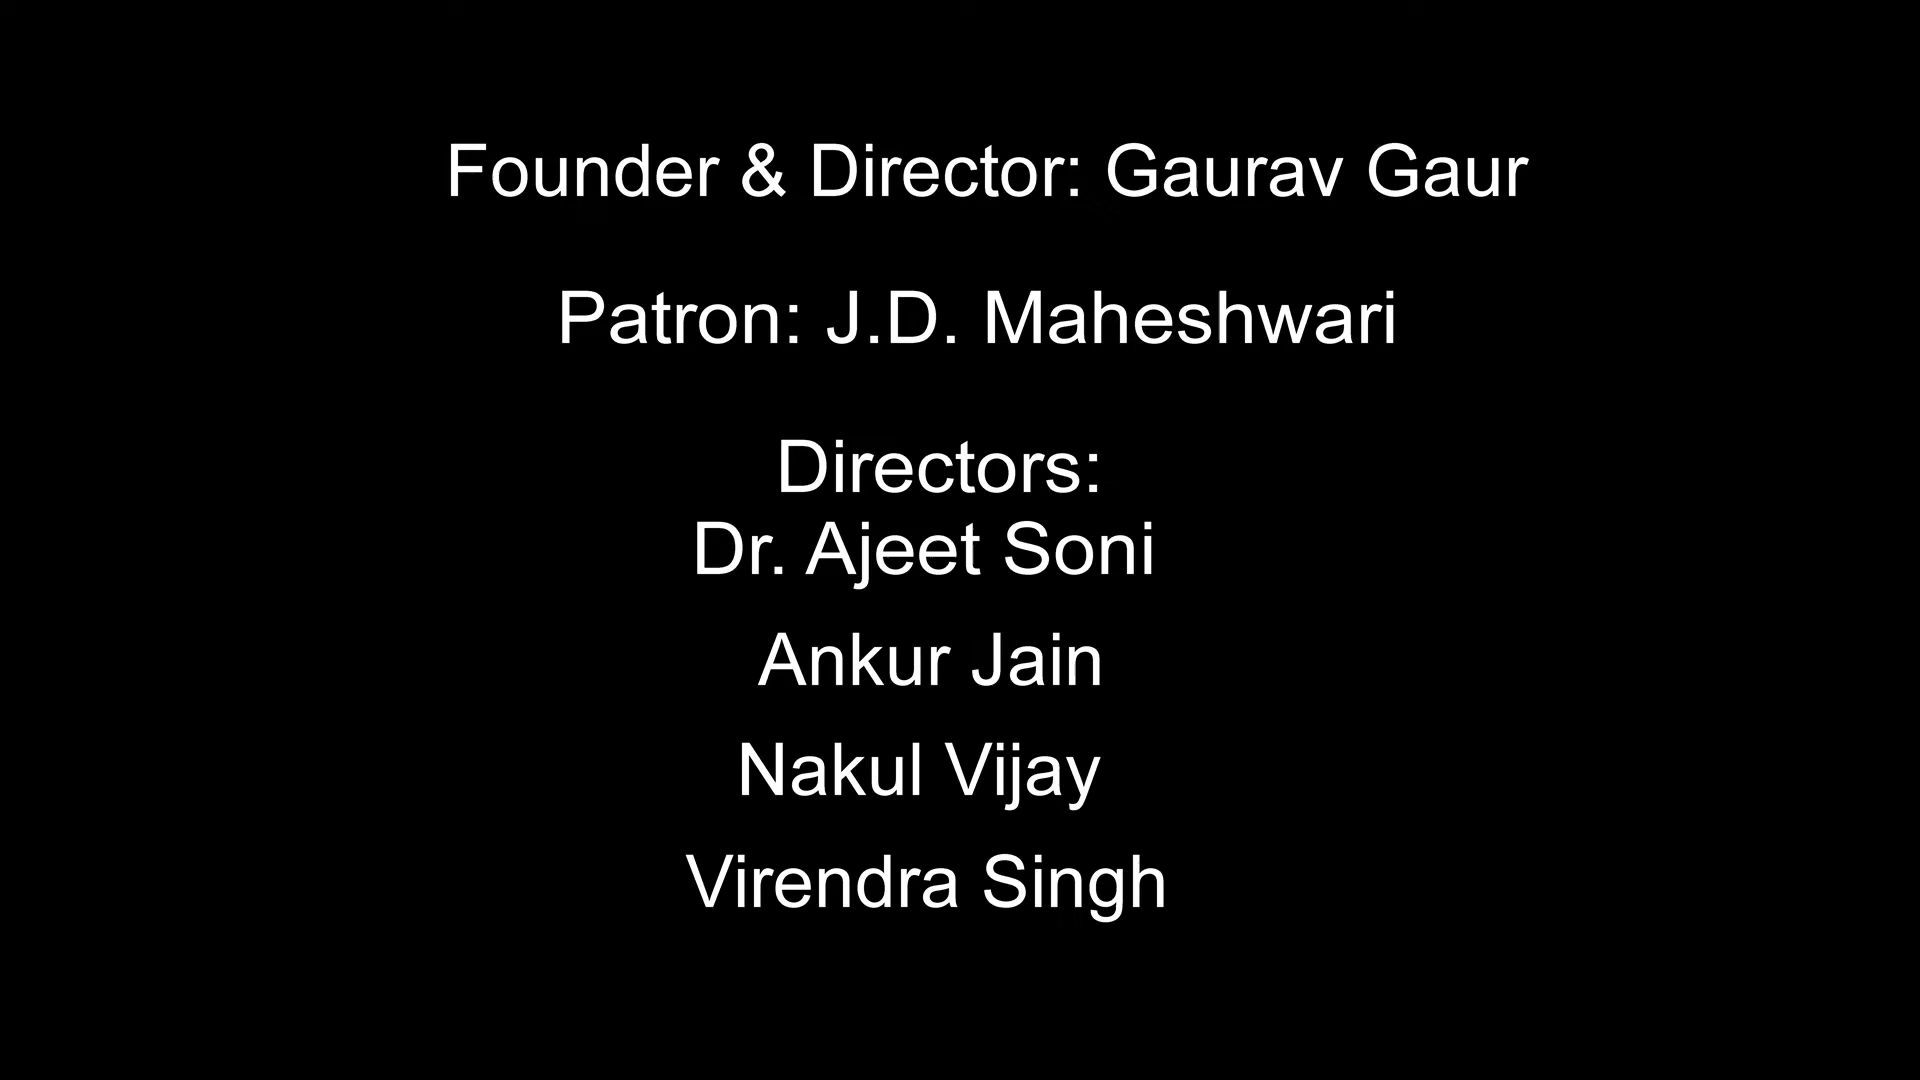 Founder & Director: Gaurav Gaur
Patron: J.D. Maheshwari
Directors:
Dr. Ajeet Soni
Ankur Jain
Nakul Vijay
Virendra Singh